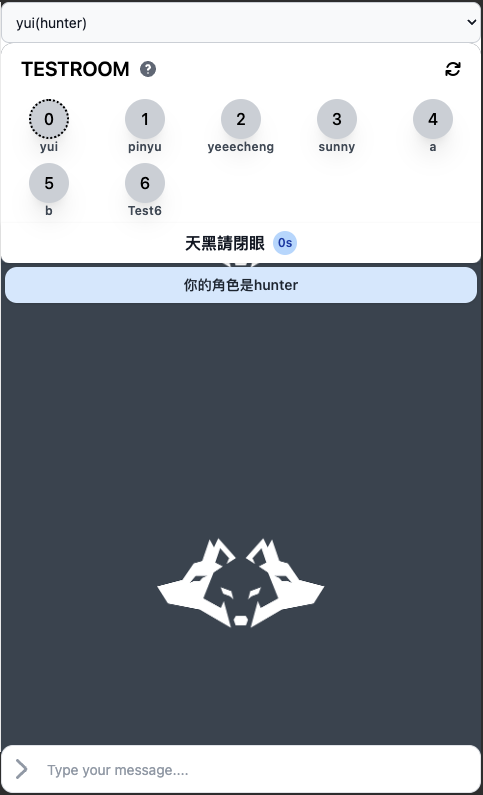 yui(hunter)
TESTROOM ?
0 1 2 3 4
yui pinyu yeeecheng sunny a
5 6
b Test6
天黑請閉眼 0s
你的角色是hunter
Type your message....